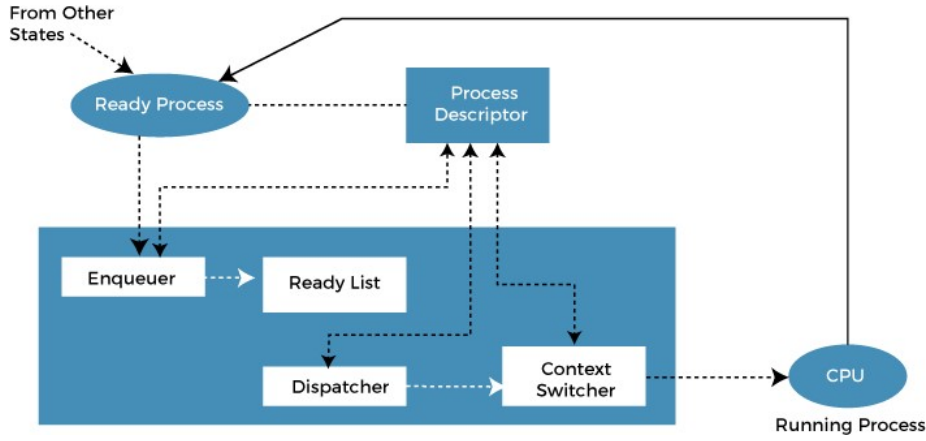 From Other
States
Ready Process
Process
Descriptor
Enqueuer
Ready List
Dispatcher
Context
Switcher
CPU
Running Process